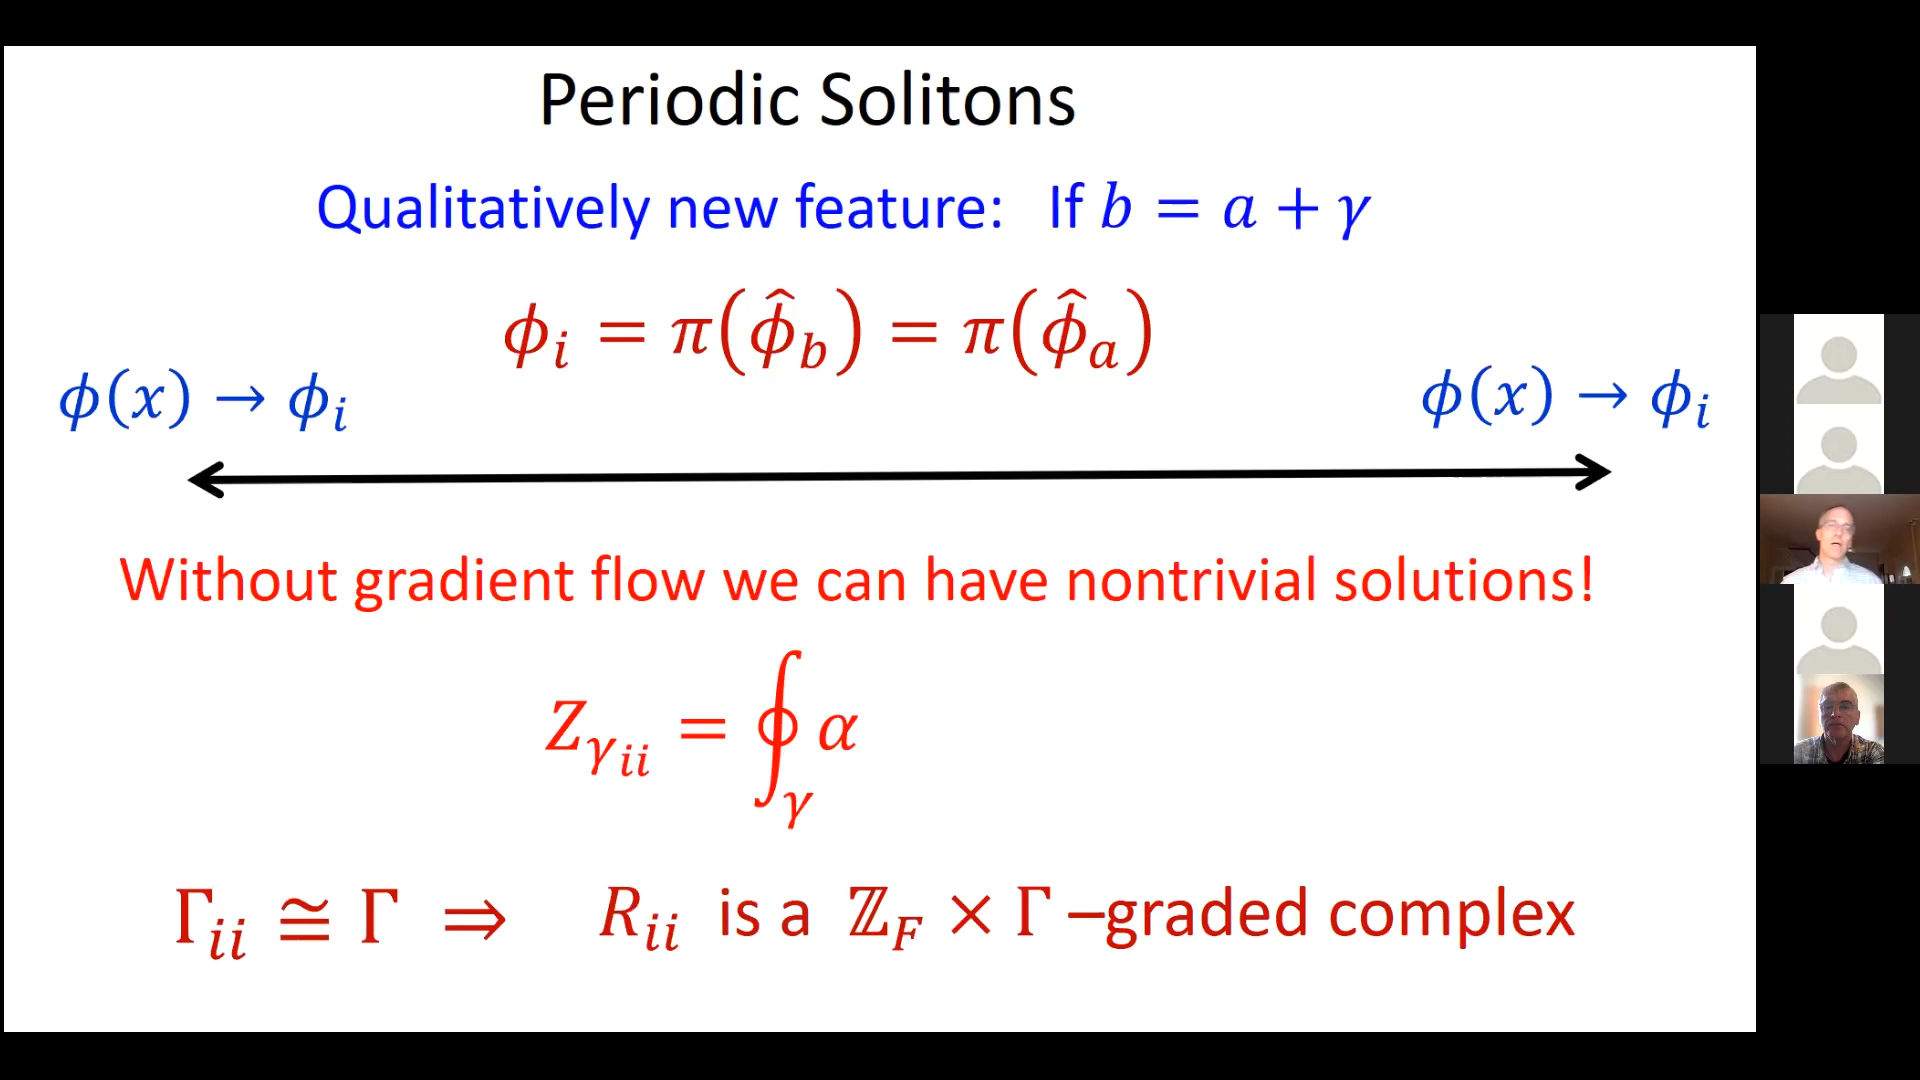 Periodic Solitons
Qualitatively new feature: If b = a + γ
ϕ_i = π(ϕ̂_b) = π(ϕ̂_a)
ϕ(x) → ϕ_i ϕ(x) → ϕ_i
Without gradient flow we can have nontrivial solutions!
Z_{γ_{ii}} = ∮_γ α
Γ_{ii} ≅ Γ ⇒ R_{ii} is a ℤ_F × Γ –graded complex